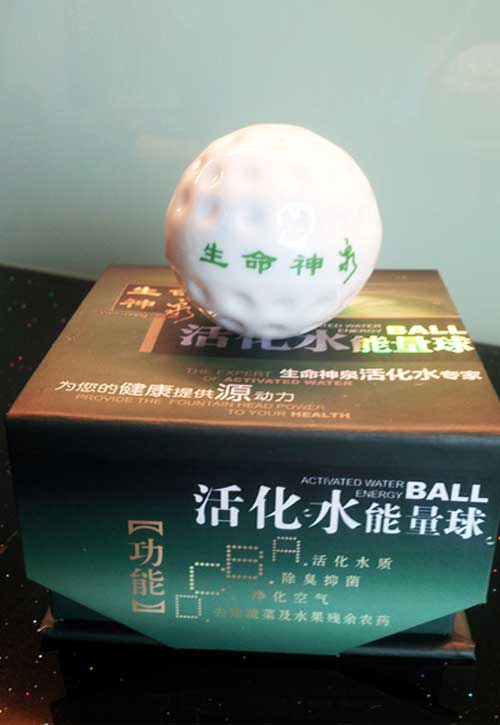 生命神泉
生命
神泉
活化水能量球
ACTIVATED WATER
ENERGY BALL
THE EXPERT
OF ACTIVATED WATER
生命神泉活化水专家
为您的健康提供源动力
PROVIDE THE FOUNTAIN HEAD POWER
TO YOUR HEALTH
ACTIVATED WATER
ENERGY BALL
活化水能量球
【功能】
A.活化水质
B.除臭抑菌
C.净化空气
D.去除蔬菜及水果残余农药